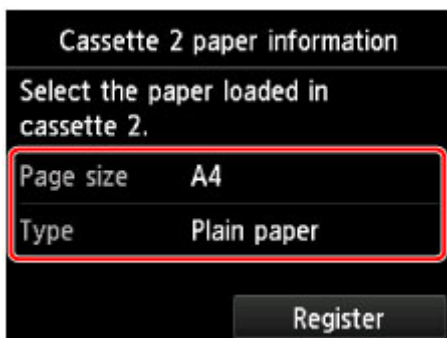 Cassette 2 paper information
Select the paper loaded in
cassette 2.
Page size A4
Type Plain paper
Register